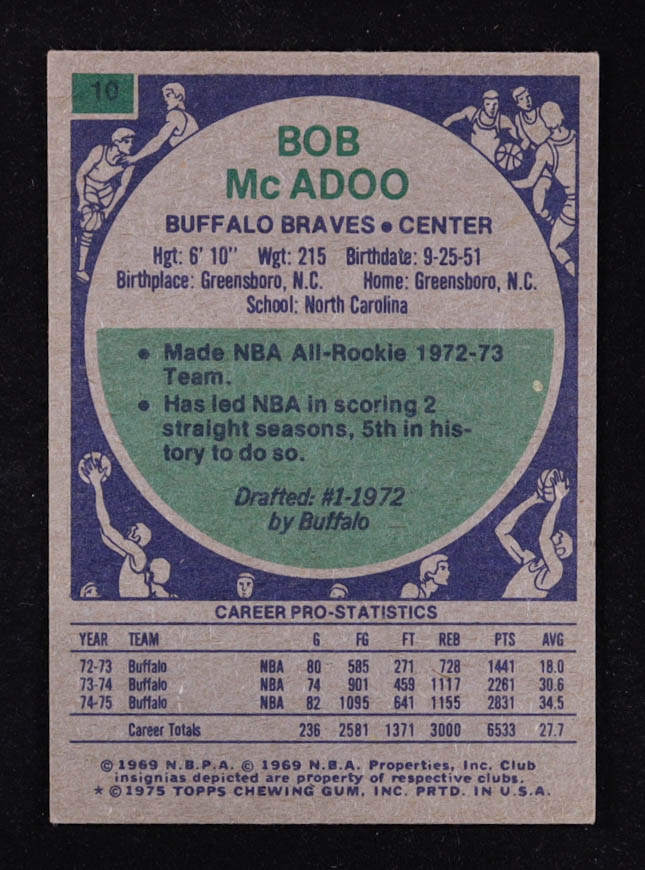 10
BOB
Mc ADOO
BUFFALO BRAVES • CENTER
Hgt: 6' 10" Wgt: 215 Birthdate: 9-25-51
Birthplace: Greensboro, N.C. Home: Greensboro, N.C.
School: North Carolina
• Made NBA All-Rookie 1972-73
Team.
• Has led NBA in scoring 2
straight seasons, 5th in his-
tory to do so.
Drafted: #1-1972
by Buffalo
CAREER PRO-STATISTICS
YEAR TEAM G FG FT REB PTS AVG
72-73 Buffalo NBA 80 585 271 728 1441 18.0
73-74 Buffalo NBA 74 901 459 1117 2261 30.6
74-75 Buffalo NBA 82 1095 641 1155 2831 34.5
Career Totals 236 2581 1371 3000 6533 27.7
© 1969 N.B.P.A. © 1969 N.B.A. Properties, Inc. Club
insignias depicted are property of respective clubs.
* © 1975 TOPPS CHEWING GUM, INC. PRTD. IN U.S.A.